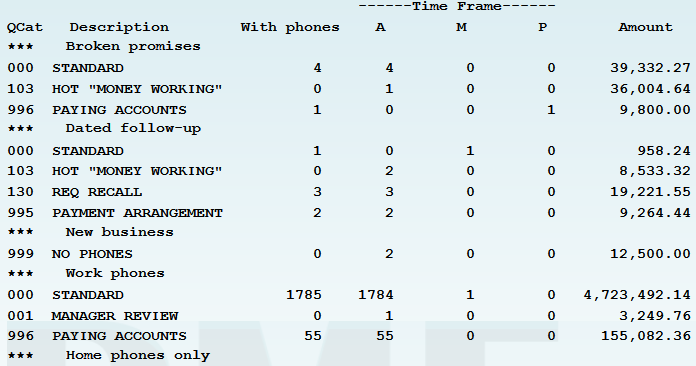 ------Time Frame------
QCat Description With phones A M P Amount
*** Broken promises
000 STANDARD 4 4 0 0 39,332.27
103 HOT "MONEY WORKING" 0 1 0 0 36,004.64
996 PAYING ACCOUNTS 1 0 0 1 9,800.00
*** Dated follow-up
000 STANDARD 1 0 1 0 958.24
103 HOT "MONEY WORKING" 0 2 0 0 8,533.32
130 REQ RECALL 3 3 0 0 19,221.55
995 PAYMENT ARRANGEMENT 2 2 0 0 9,264.44
*** New business
999 NO PHONES 0 2 0 0 12,500.00
*** Work phones
000 STANDARD 1785 1784 1 0 4,723,492.14
001 MANAGER REVIEW 0 1 0 0 3,249.76
996 PAYING ACCOUNTS 55 55 0 0 155,082.36
*** Home phones only